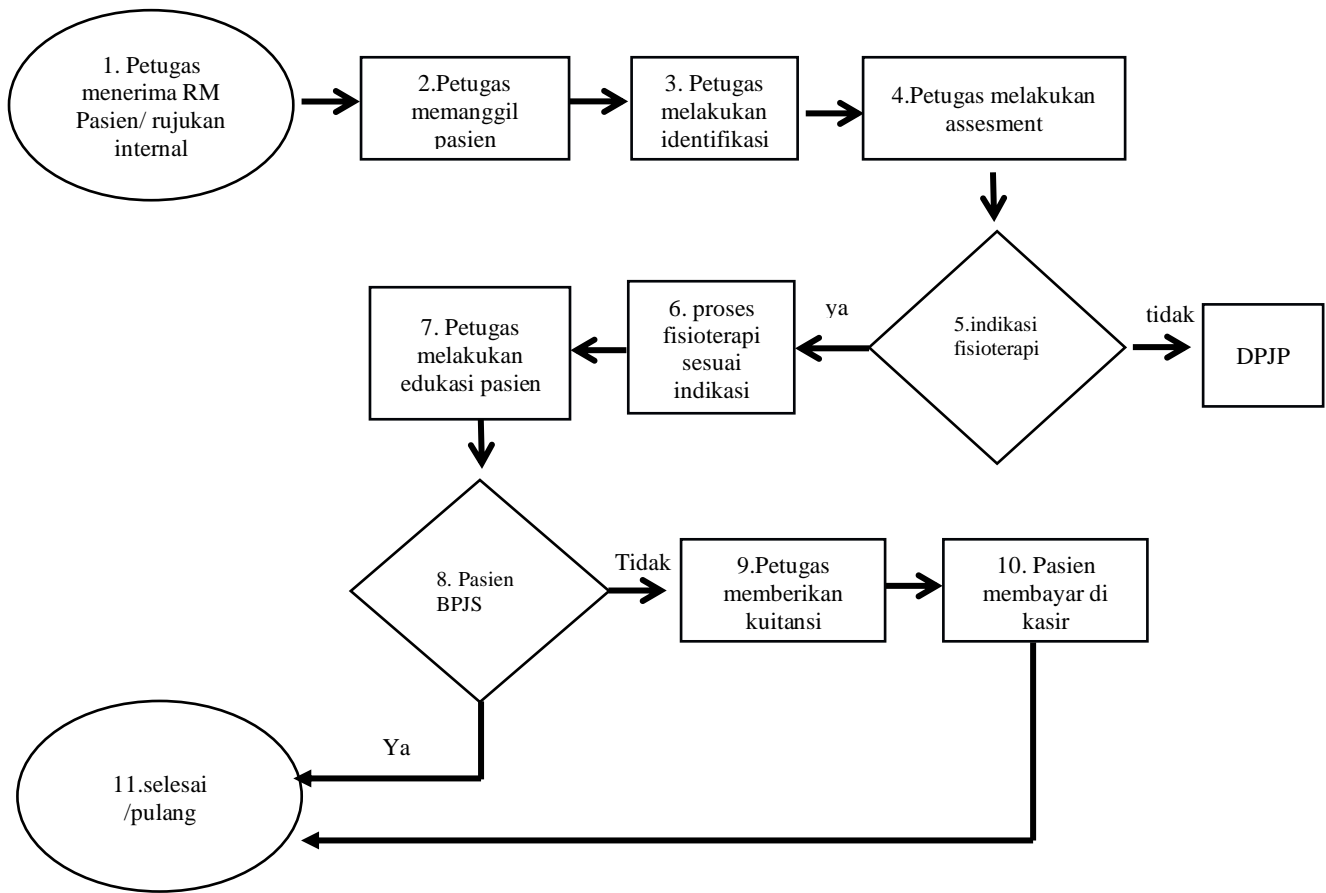 1. Petugas
menerima RM
Pasien/ rujukan
internal
2.Petugas
memanggil
pasien
3. Petugas
melakukan
identifikasi
4.Petugas melakukan
assesment
5.indikasi
fisioterapi
tidak
DPJP
ya
6. proses
fisioterapi
sesuai
indikasi
7. Petugas
melakukan
edukasi pasien
8. Pasien
BPJS
Tidak
9.Petugas
memberikan
kuitansi
10. Pasien
membayar di
kasir
Ya
11.selesai
/pulang